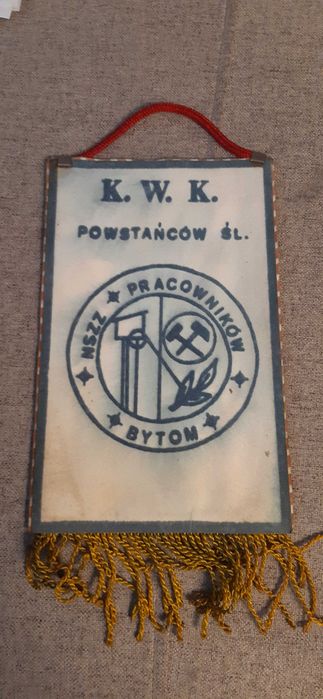 K. W. K.
POWSTAŃCÓW ŚL.
NSZZ PRACOWNIKÓW
BYTOM